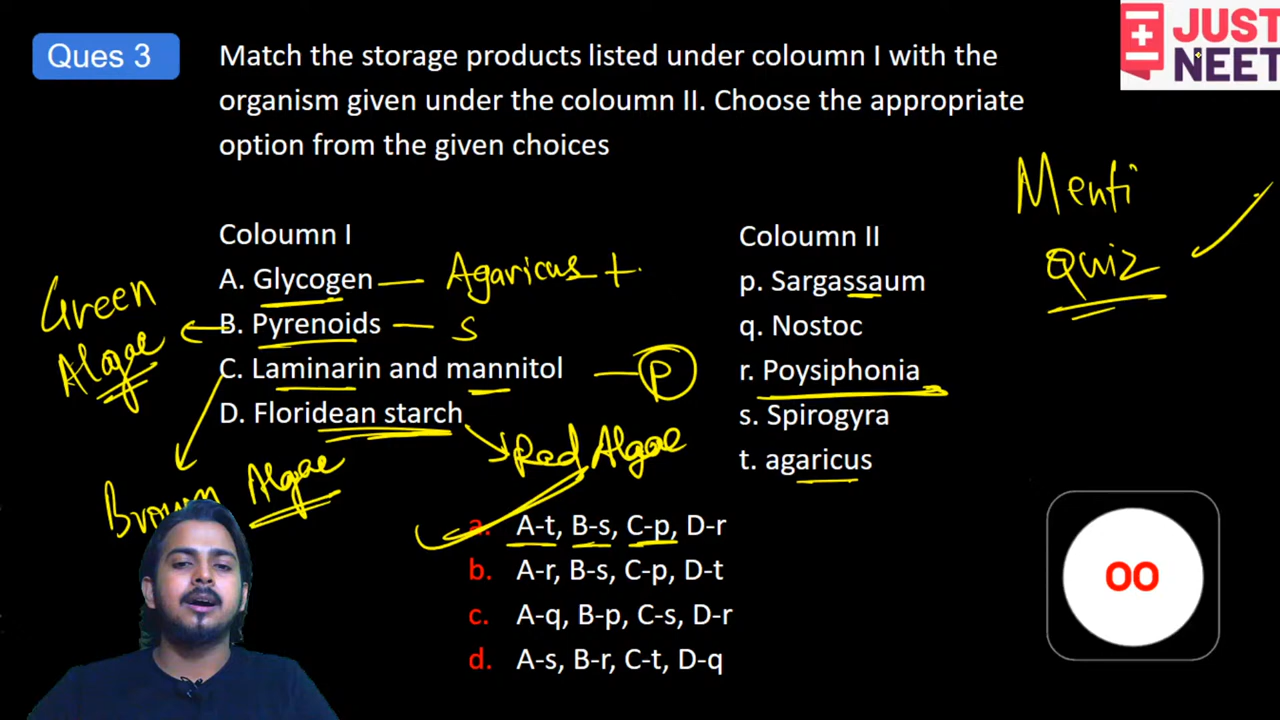 Ques 3
Match the storage products listed under coloumn I with the
organism given under the coloumn II. Choose the appropriate
option from the given choices
JUST
NEET
Menti
Quiz
Coloumn I
A. Glycogen — Agaricus +
B. Pyrenoids — s
C. Laminarin and mannitol — P
D. Floridean starch
Green
Algae
Brown Algae
Red Algae
Coloumn II
p. Sargassaum
q. Nostoc
r. Poysiphonia
s. Spirogyra
t. agaricus
a. A-t, B-s, C-p, D-r
b. A-r, B-s, C-p, D-t
c. A-q, B-p, C-s, D-r
d. A-s, B-r, C-t, D-q
00